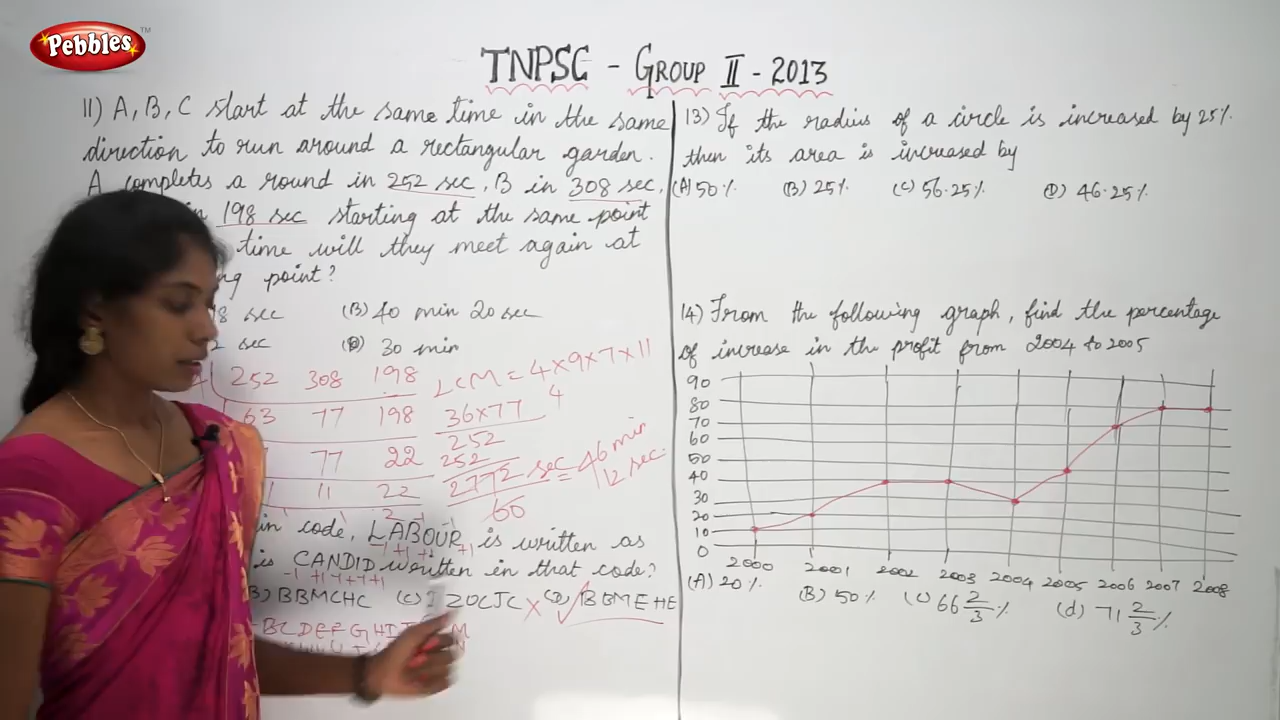 Pebbles TM
TNPSC - GROUP II - 2013
11) A, B, C start at the same time in the same
direction to run around a rectangular garden.
A completes a round in 252 sec, B in 308 sec,
in 198 sec starting at the same point
time will they meet again at
point?
8 sec (B) 40 min 20 sec
2 sec (D) 30 min
252 308 198
63 77 198
77 22
11 22
LCM = 4×9×7×11
36×77
252
252
2772 sec = 46 min
12 sec.
60
in code, LABOUR is written as
is CANDID written in that code?
B) BBMCHC (C) ZOCJC × (D) BBMEHE
13) If the radius of a circle is increased by 25%
then its area is increased by
(A) 50% (B) 25% (C) 56.25% (D) 46.25%
14) From the following graph, find the percentage
of increase in the profit from 2004 to 2005
90
80
70
60
50
40
30
20
10
0
2000 2001 2002 2003 2004 2005 2006 2007 2008
(A) 20% (B) 50% (C) 66 2/3 % (d) 71 2/3 %